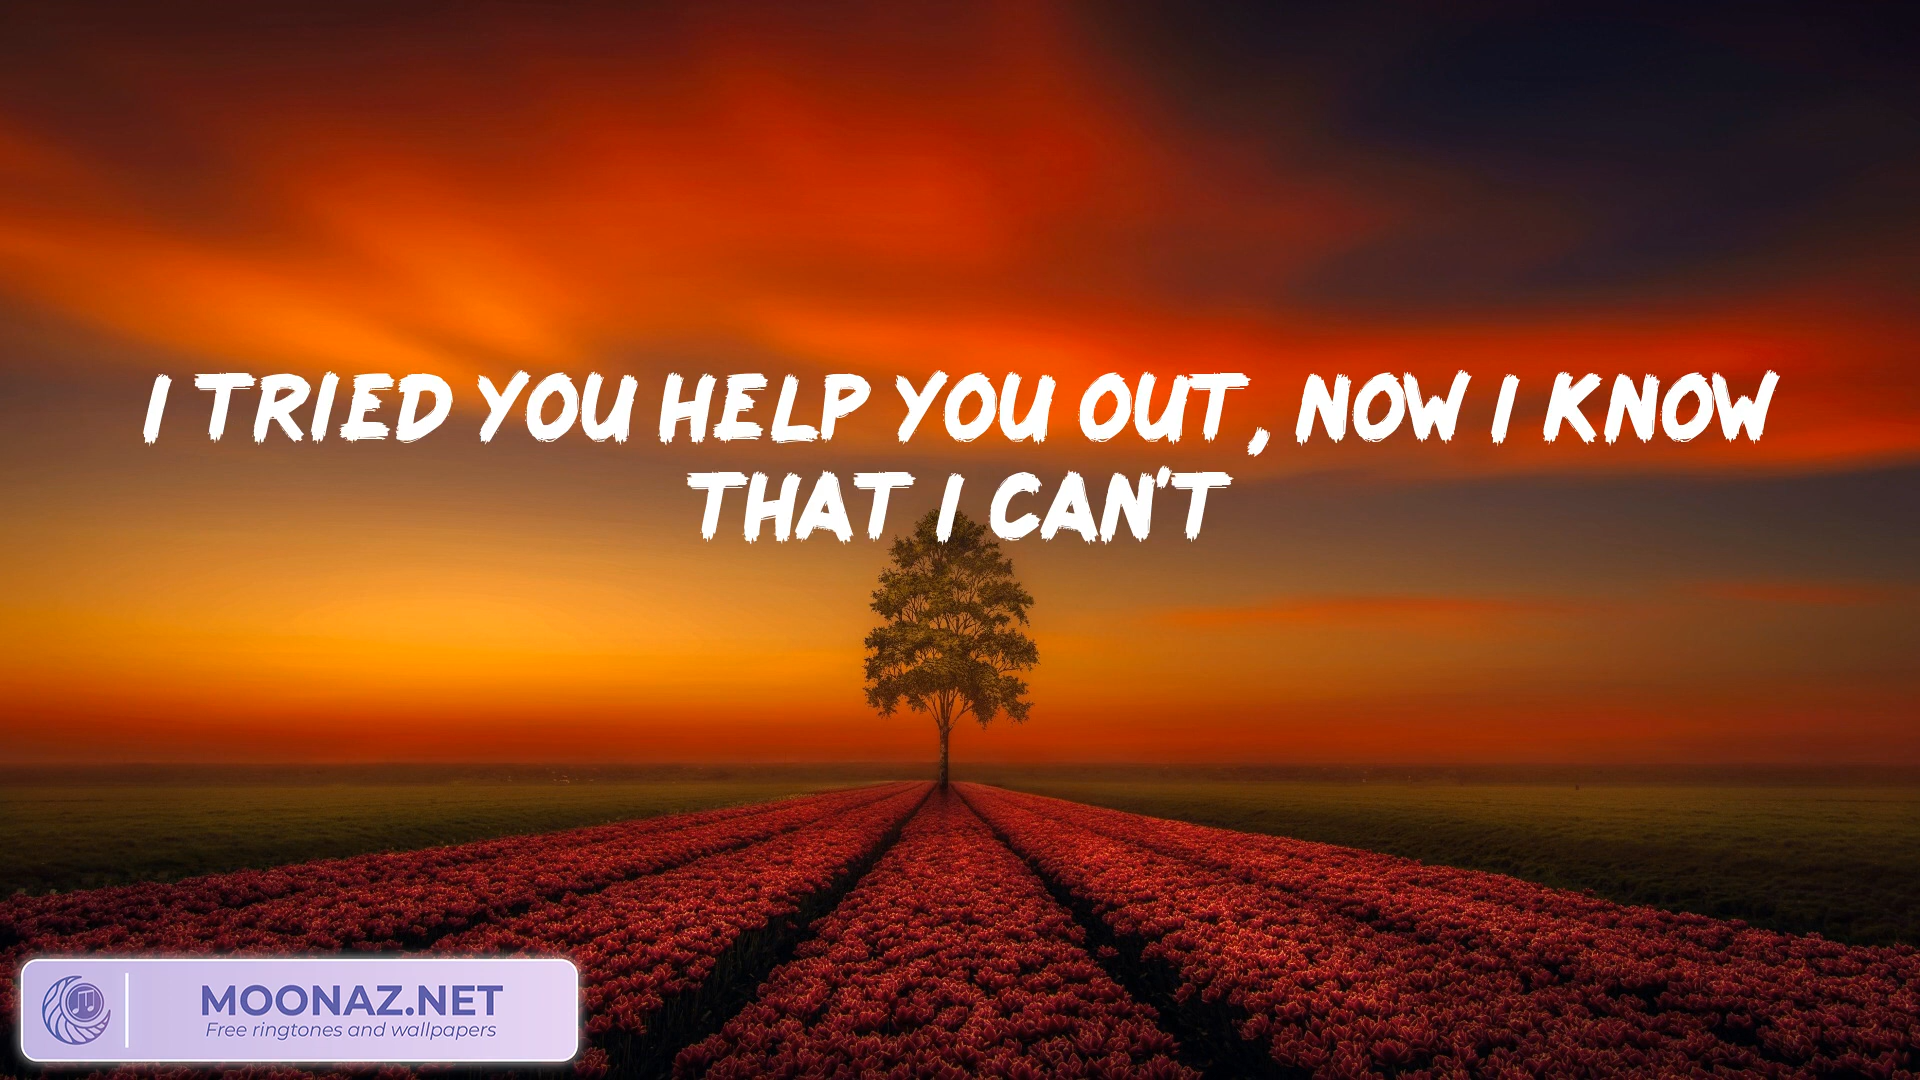 I TRIED YOU HELP YOU OUT, NOW I KNOW
THAT I CAN'T
MOONAZ.NET
Free ringtones and wallpapers